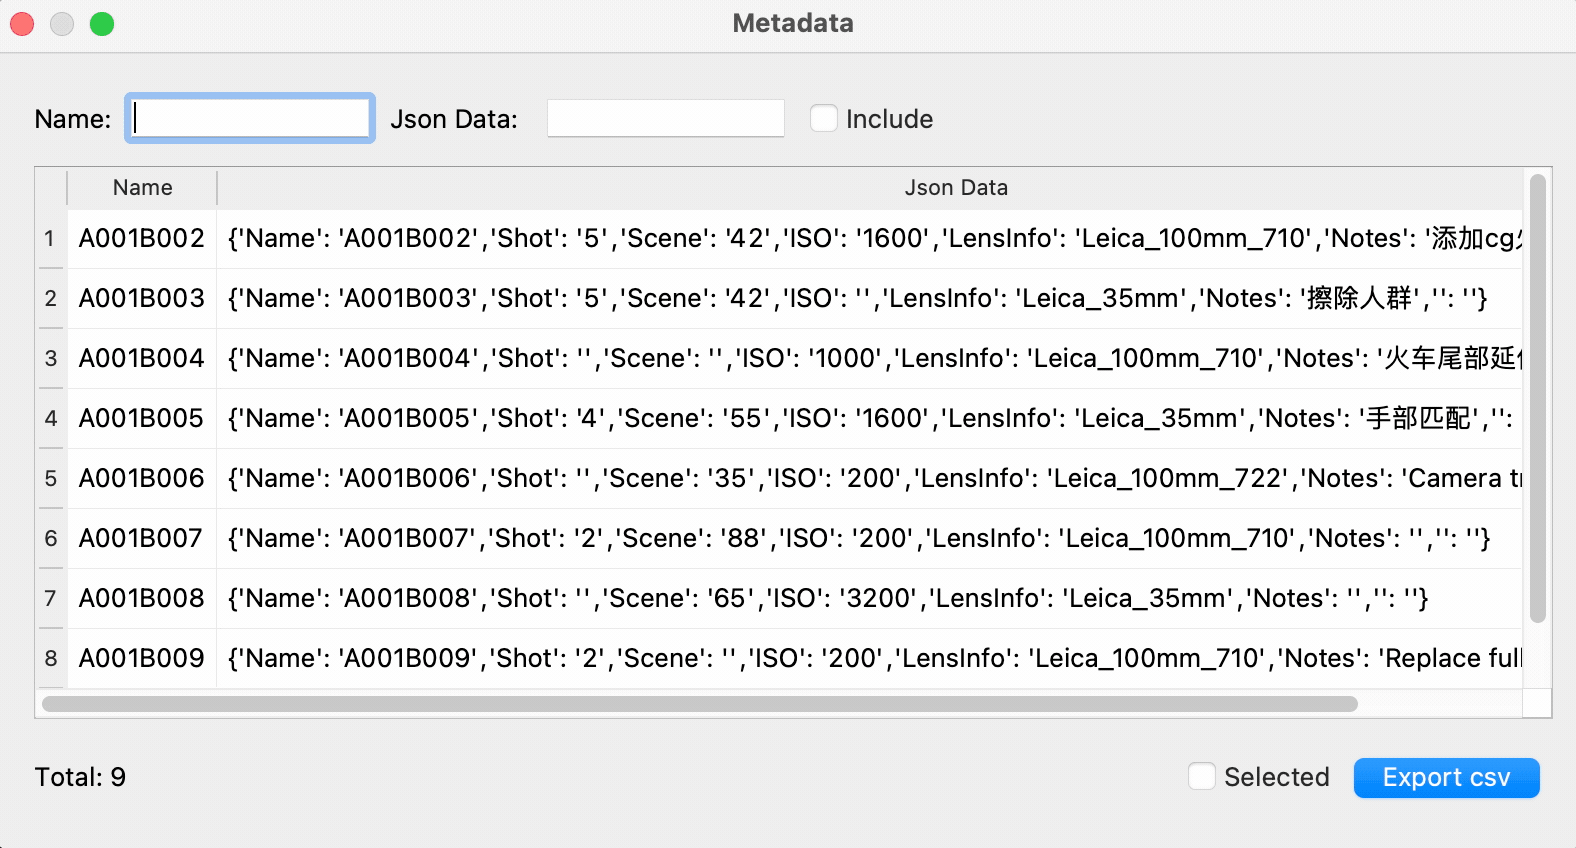 Metadata
Name: Json Data: Include
Name Json Data
1 A001B002 {'Name': 'A001B002','Shot': '5','Scene': '42','ISO': '1600','LensInfo': 'Leica_100mm_710','Notes': '添加cg
2 A001B003 {'Name': 'A001B003','Shot': '5','Scene': '42','ISO': '','LensInfo': 'Leica_35mm','Notes': '擦除人群','': ''}
3 A001B004 {'Name': 'A001B004','Shot': '','Scene': '','ISO': '1000','LensInfo': 'Leica_100mm_710','Notes': '火车尾部延
4 A001B005 {'Name': 'A001B005','Shot': '4','Scene': '55','ISO': '1600','LensInfo': 'Leica_35mm','Notes': '手部匹配','':
5 A001B006 {'Name': 'A001B006','Shot': '','Scene': '35','ISO': '200','LensInfo': 'Leica_100mm_722','Notes': 'Camera tr
6 A001B007 {'Name': 'A001B007','Shot': '2','Scene': '88','ISO': '200','LensInfo': 'Leica_100mm_710','Notes': '','': ''}
7 A001B008 {'Name': 'A001B008','Shot': '','Scene': '65','ISO': '3200','LensInfo': 'Leica_35mm','Notes': '','': ''}
8 A001B009 {'Name': 'A001B009','Shot': '2','Scene': '','ISO': '200','LensInfo': 'Leica_100mm_710','Notes': 'Replace full
Total: 9 Selected Export csv